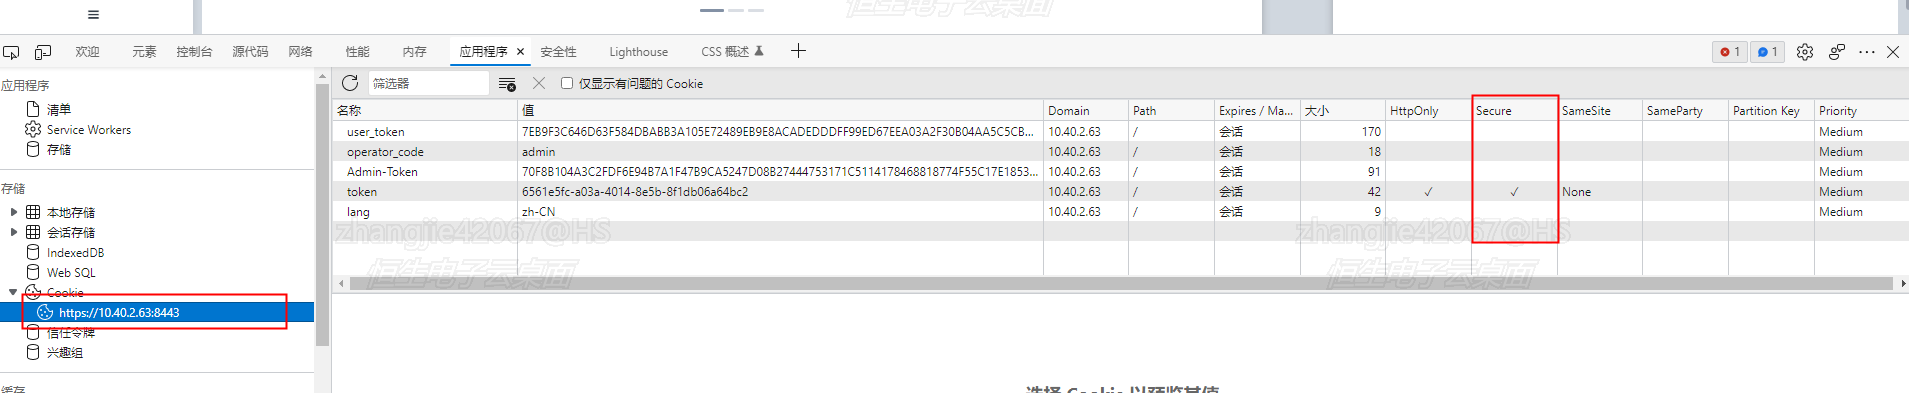 恒生电子云桌面
欢迎 元素 控制台 源代码 网络 性能 内存 应用程序 安全性 Lighthouse CSS 概述 1 1
应用程序
清单
Service Workers
存储
存储
本地存储
会话存储
IndexedDB
Web SQL
Cookie
https://10.40.2.63:8443
信任令牌
兴趣组
缓存
筛选器 仅显示有问题的 Cookie
名称 值 Domain Path Expires / Ma... 大小 HttpOnly Secure SameSite SameParty Partition Key Priority
user_token 7EB9F3C646D63F584DBABB3A105E72489EB9E8ACADEDDDFF99ED67EEA03A2F30B04AA5C5CB... 10.40.2.63 / 会话 170 Medium
operator_code admin 10.40.2.63 / 会话 18 Medium
Admin-Token 70F8B104A3C2FDF6E94B7A1F47B9CA5247D08B27444753171C5114178468818774F55C17E1853... 10.40.2.63 / 会话 91 Medium
token 6561e5fc-a03a-4014-8e5b-8f1db06a64bc2 10.40.2.63 / 会话 42 ✓ ✓ None Medium
lang zh-CN 10.40.2.63 / 会话 9 Medium
zhangjie42067@HS zhangjie42067@HS
恒生电子云桌面 恒生电子云桌面
选择 Cookie 以预览其值